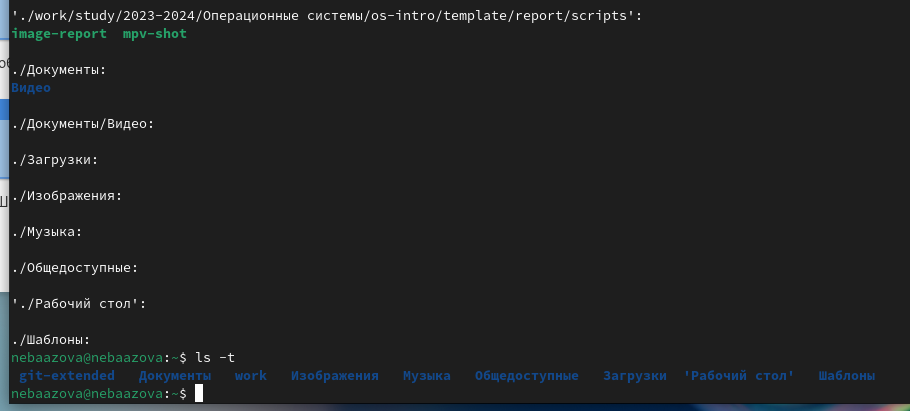 './work/study/2023-2024/Операционные системы/os-intro/template/report/scripts':
image-report  mpv-shot
./Документы:
Видео
./Документы/Видео:
./Загрузки:
./Изображения:
./Музыка:
./Общедоступные:
'./Рабочий стол':
./Шаблоны:
nebaazova@nebaazova:~$ ls -t
git-extended  Документы  work  Изображения  Музыка  Общедоступные  Загрузки  'Рабочий стол'  Шаблоны
nebaazova@nebaazova:~$